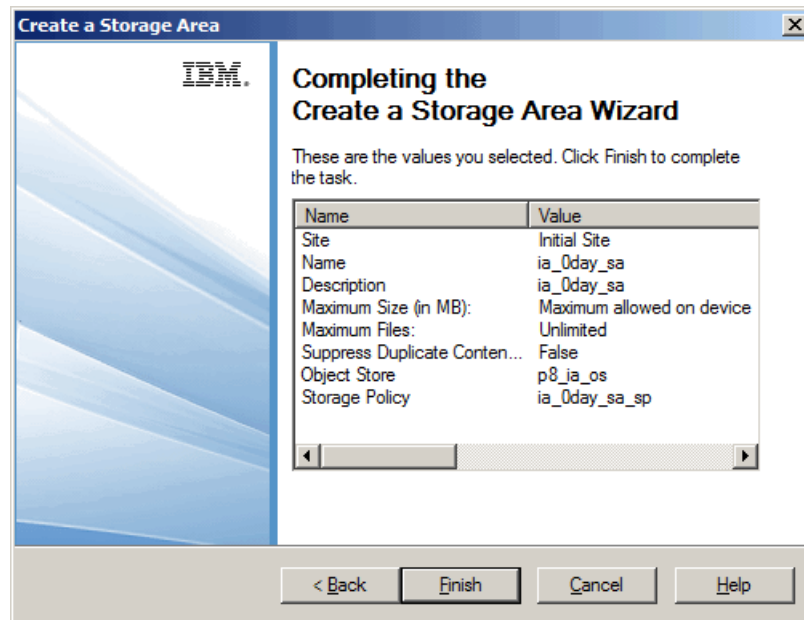 Create a Storage Area
IBM.
Completing the
Create a Storage Area Wizard
These are the values you selected. Click Finish to complete
the task.
Name Value
Site Initial Site
Name ia_0day_sa
Description ia_0day_sa
Maximum Size (in MB): Maximum allowed on device
Maximum Files: Unlimited
Suppress Duplicate Conten... False
Object Store p8_ia_os
Storage Policy ia_0day_sa_sp
< Back Finish Cancel Help